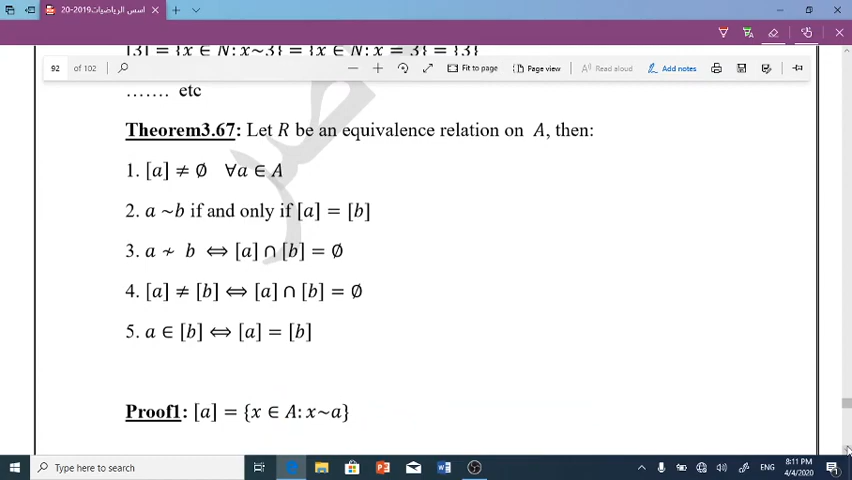 اسس الرياضيات2019-20
[3] = {x ∈ N: x~3} = {x ∈ N: x = 3} = {3}
92 of 102
Fit to page
Page view
Read aloud
Add notes
....... etc
Theorem3.67: Let R be an equivalence relation on A, then:
1. [a] ≠ ∅ ∀a ∈ A
2. a ~b if and only if [a] = [b]
3. a ≁ b ⟺ [a] ∩ [b] = ∅
4. [a] ≠ [b] ⟺ [a] ∩ [b] = ∅
5. a ∈ [b] ⟺ [a] = [b]
Proof1: [a] = {x ∈ A: x~a}
Type here to search
ENG
8:11 PM
4/4/2020